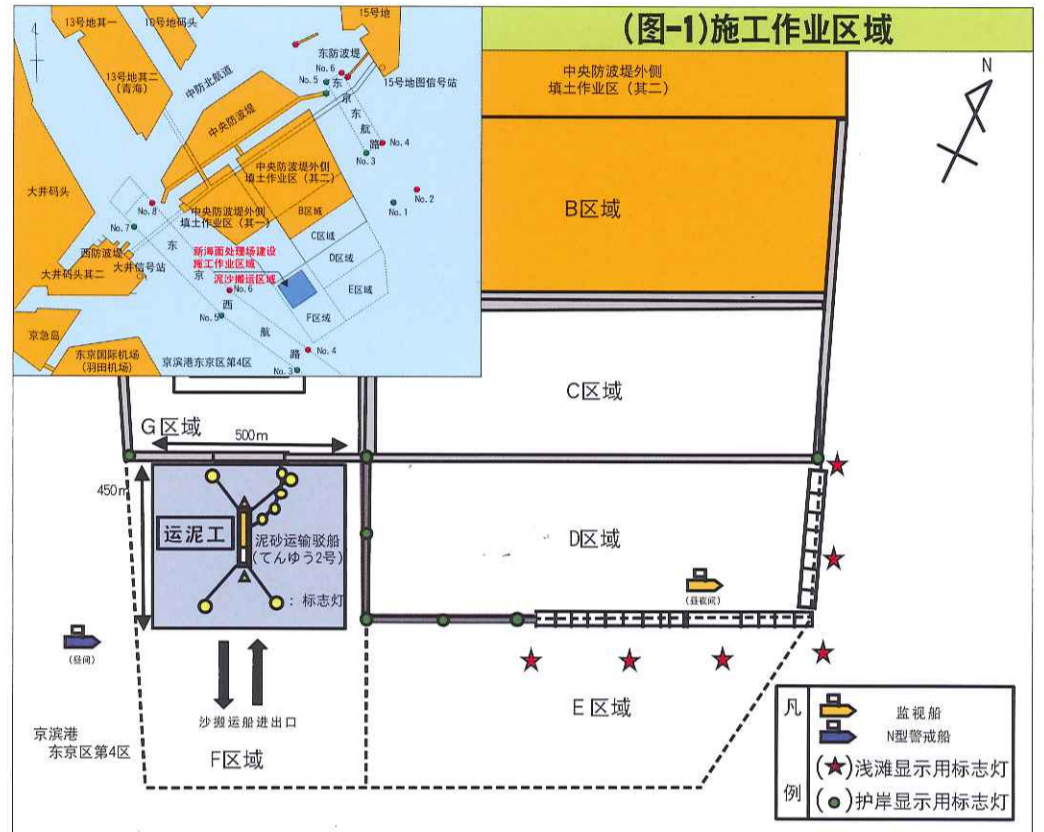 (图-1)施工作业区域
13号地其一
10号地码头
15号地
13号地其二
(青海)
中防北航道
东防波堤
No.6
No.5
15号地图信号站
东京东航路
中央防波堤
No.4
No.3
大井码头
中央防波堤外侧
填土作业区（其二）
No.2
No.1
No.8
No.7
中央防波堤外侧
填土作业区（其一）
B区域
C区域
D区域
E区域
F区域
西防波堤
大井信号站
大井码头其二
新海面处理场建设
施工作业区域
泥沙搬运区域
东京西航路
No.6
No.5
No.4
No.3
京急岛
东京国际机场
(羽田机场)
京滨港东京区第4区
中央防波堤外侧
填土作业区（其二）
N
B区域
C区域
G区域
500m
450m
运泥工
泥砂运输驳船
(てんゆう2号)
：标志灯
D区域
(昼夜间)
(昼间)
沙搬运船进出口
E区域
F区域
京滨港
东京区第4区
凡例
监视船
N型警戒船
(★)浅滩显示用标志灯
(●)护岸显示用标志灯